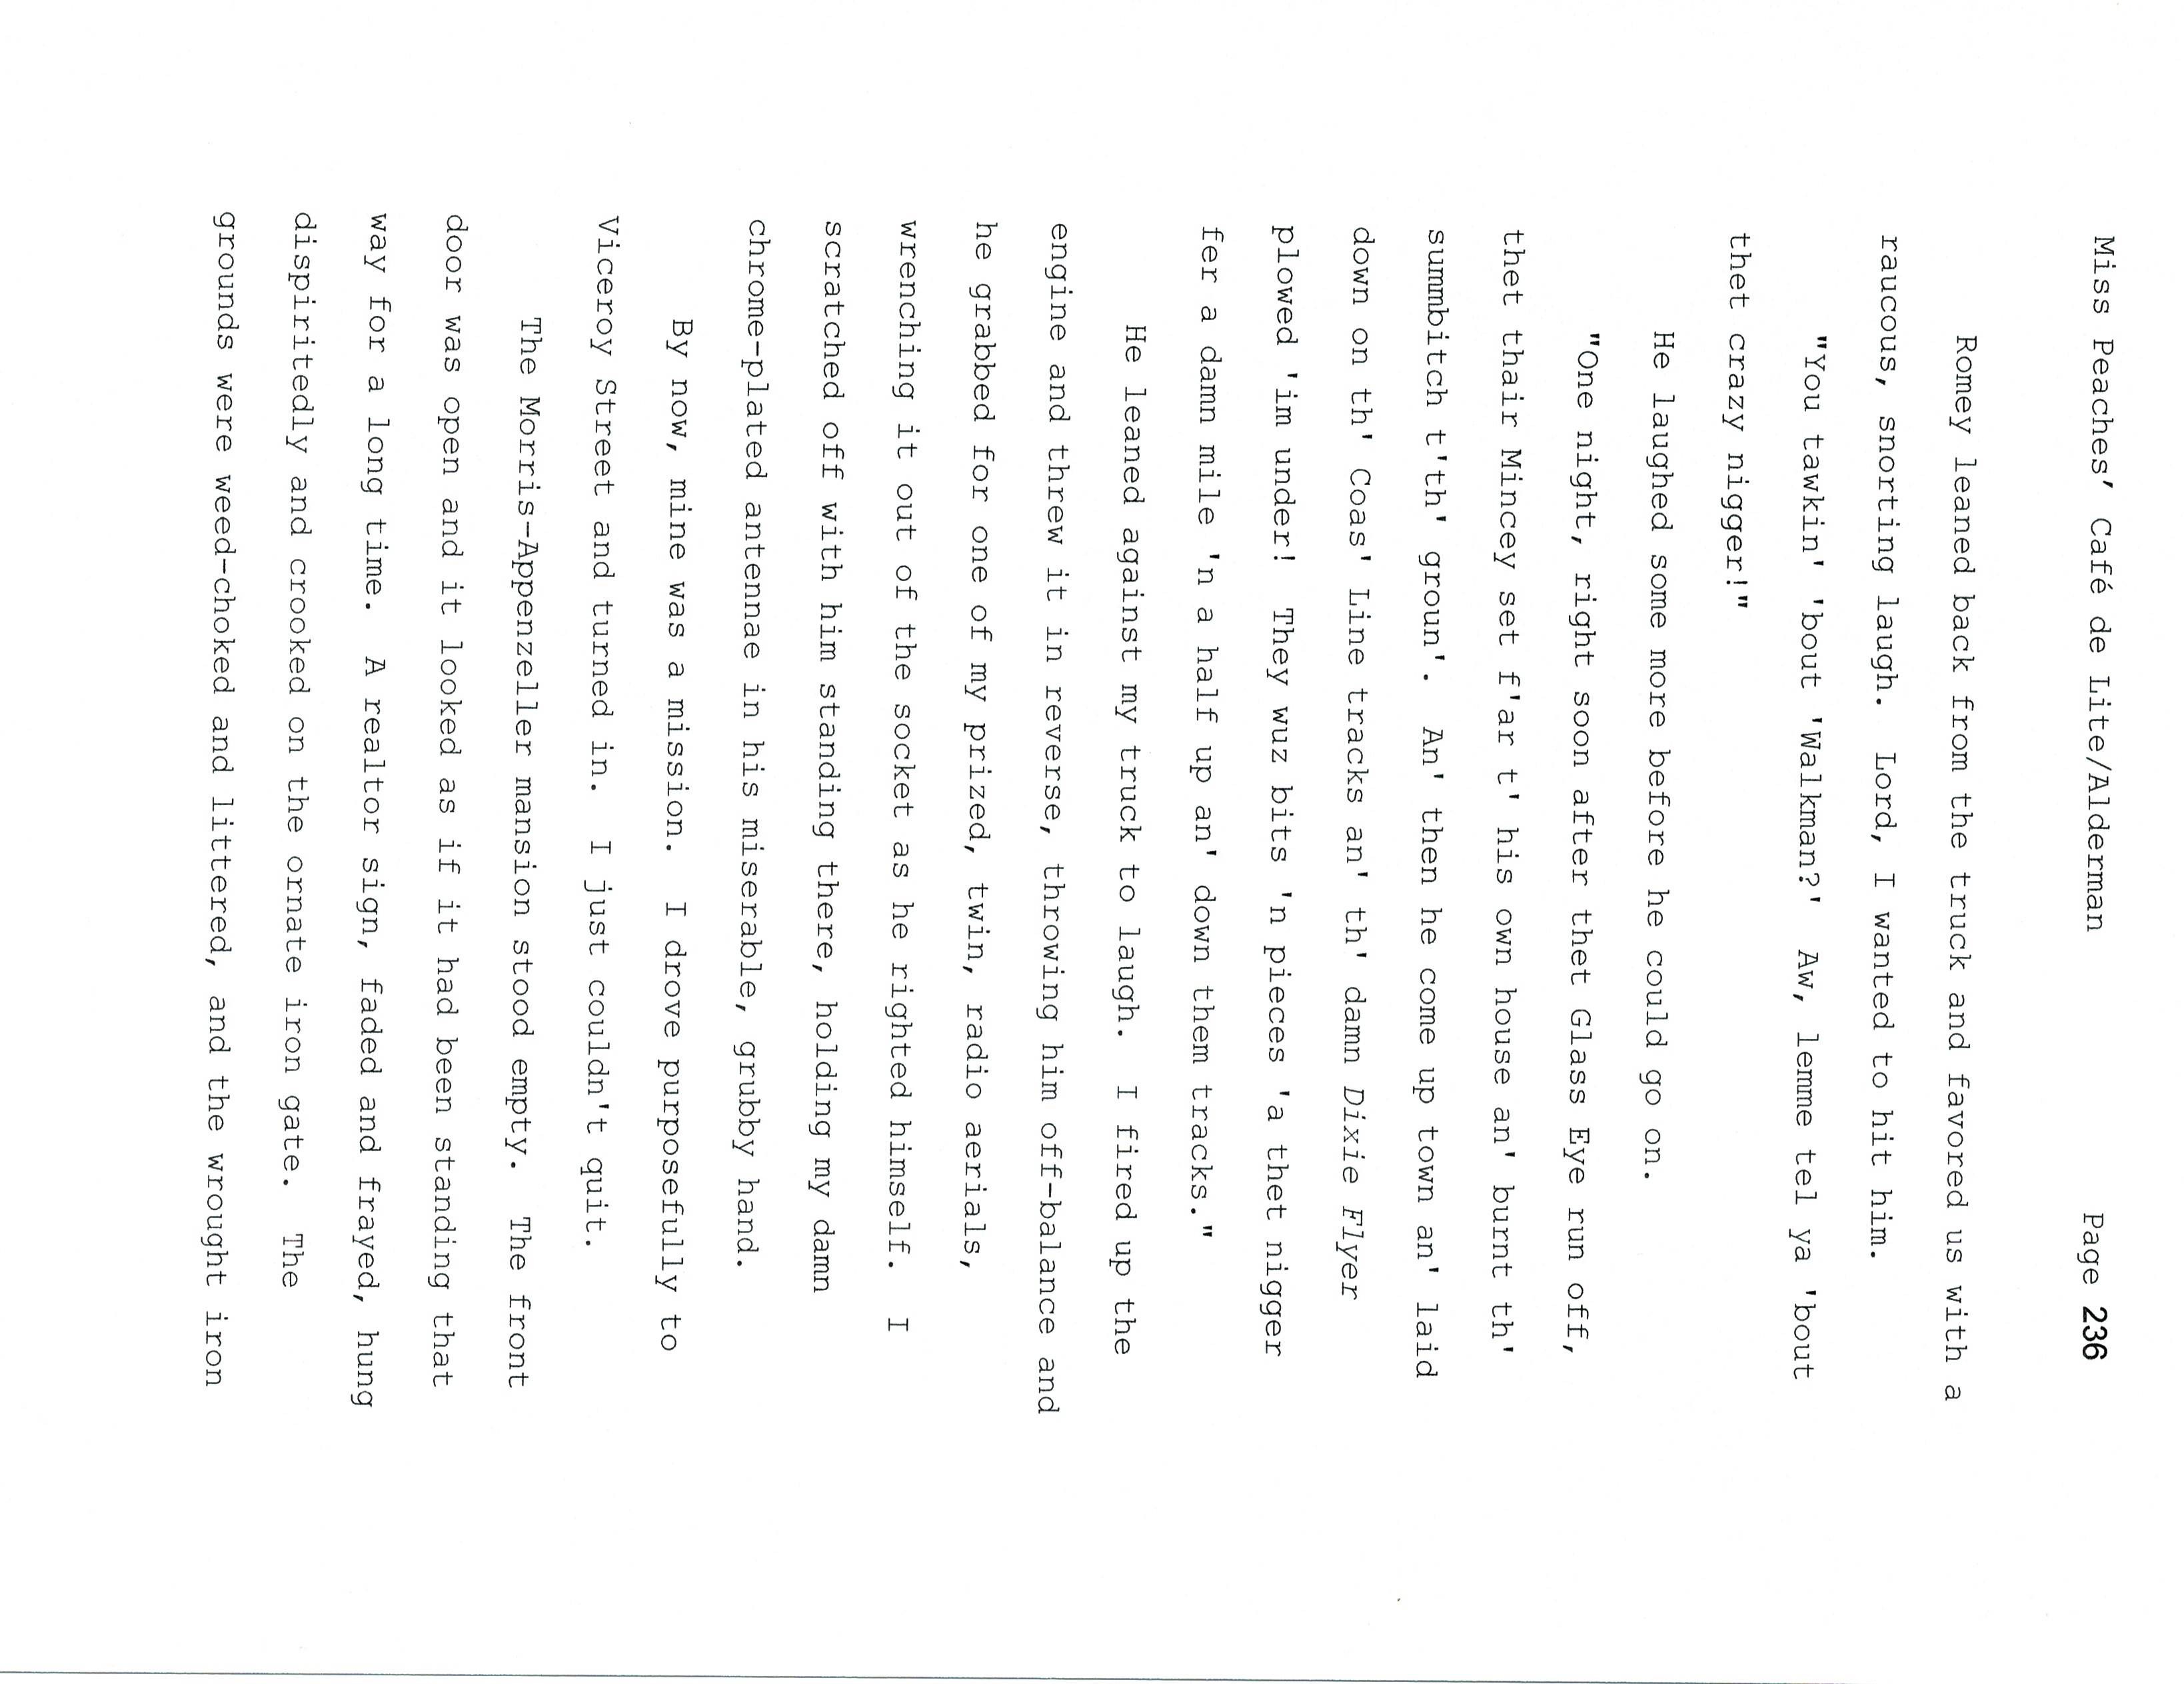 Miss Peaches’ Café de Lite/Alderman Page 236
Romey leaned back from the truck and favored us with a
raucous, snorting laugh. Lord, I wanted to hit him.
"You tawkin' 'bout 'Walkman?' Aw, lemme tel ya 'bout
thet crazy nigger!"
He laughed some more before he could go on.
"One night, right soon after thet Glass Eye run off,
thet thair Mincey set f'ar t' his own house an' burnt th'
summbitch t'th' groun'. An' then he come up town an' laid
down on th' Coas' Line tracks an' th' damn Dixie Flyer
plowed 'im under! They wuz bits 'n pieces 'a thet nigger
fer a damn mile 'n a half up an' down them tracks."
He leaned against my truck to laugh. I fired up the
engine and threw it in reverse, throwing him off-balance and
he grabbed for one of my prized, twin, radio aerials,
wrenching it out of the socket as he righted himself. I
scratched off with him standing there, holding my damn
chrome-plated antennae in his miserable, grubby hand.
By now, mine was a mission. I drove purposefully to
Viceroy Street and turned in. I just couldn't quit.
The Morris-Appenzeller mansion stood empty. The front
door was open and it looked as if it had been standing that
way for a long time. A realtor sign, faded and frayed, hung
dispiritedly and crooked on the ornate iron gate. The
grounds were weed-choked and littered, and the wrought iron